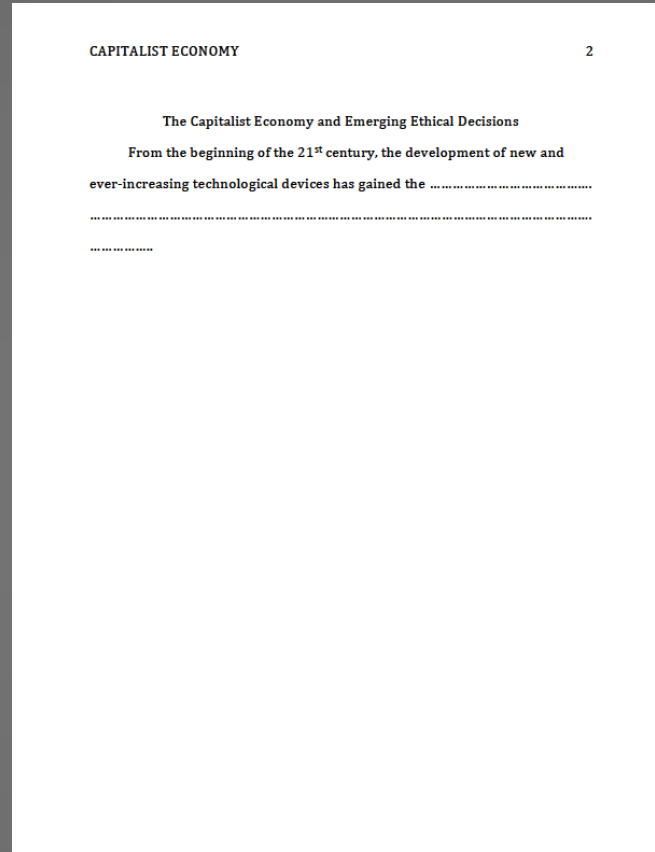 CAPITALIST ECONOMY 2
The Capitalist Economy and Emerging Ethical Decisions
From the beginning of the 21st century, the development of new and
ever-increasing technological devices has gained the ……………………………………
……………………………………………………………………………………………………………………
……………..